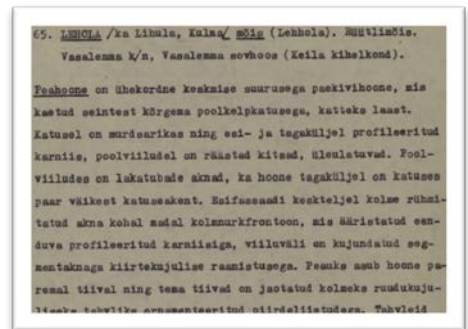 65. LEHOLA /ka Lihula, Kulna/ mõis (Lehhola). Rüütlimõis.
Vasalemma k/n, Vasalemma sovhoos (Keila kihelkond).
Peahoone on ühekordne keskmise suurusega paekivihoone, mis
kaetud seintest kõrgema poolkelpkatusega, katteks laast.
Katusel on murdsarikas ning esi- ja tagaküljel profileeritud
karniis, poolviiludel on räästad kitsad, üleulatuvad. Pool-
viiludes on lakatubade aknad, ka hoone tagaküljel on katuses
paar väikest katuseakent. Esifassaadi keskteljel kolme rühmi-
tatud akna kohal madal kolmnurkfrontoon, mis ääristatud een-
duva profileeritud karniisiga, viiluväli on kujundatud seg-
mentaknaga kiirtekujulise raamistusega. Peauks asub hoone pa-
remal tiival ning tema tiivad on jaotatud kolmeks ruudukuju-
liseks tahvliks ornamenteeritud piirdeliistudega. Tahvleid